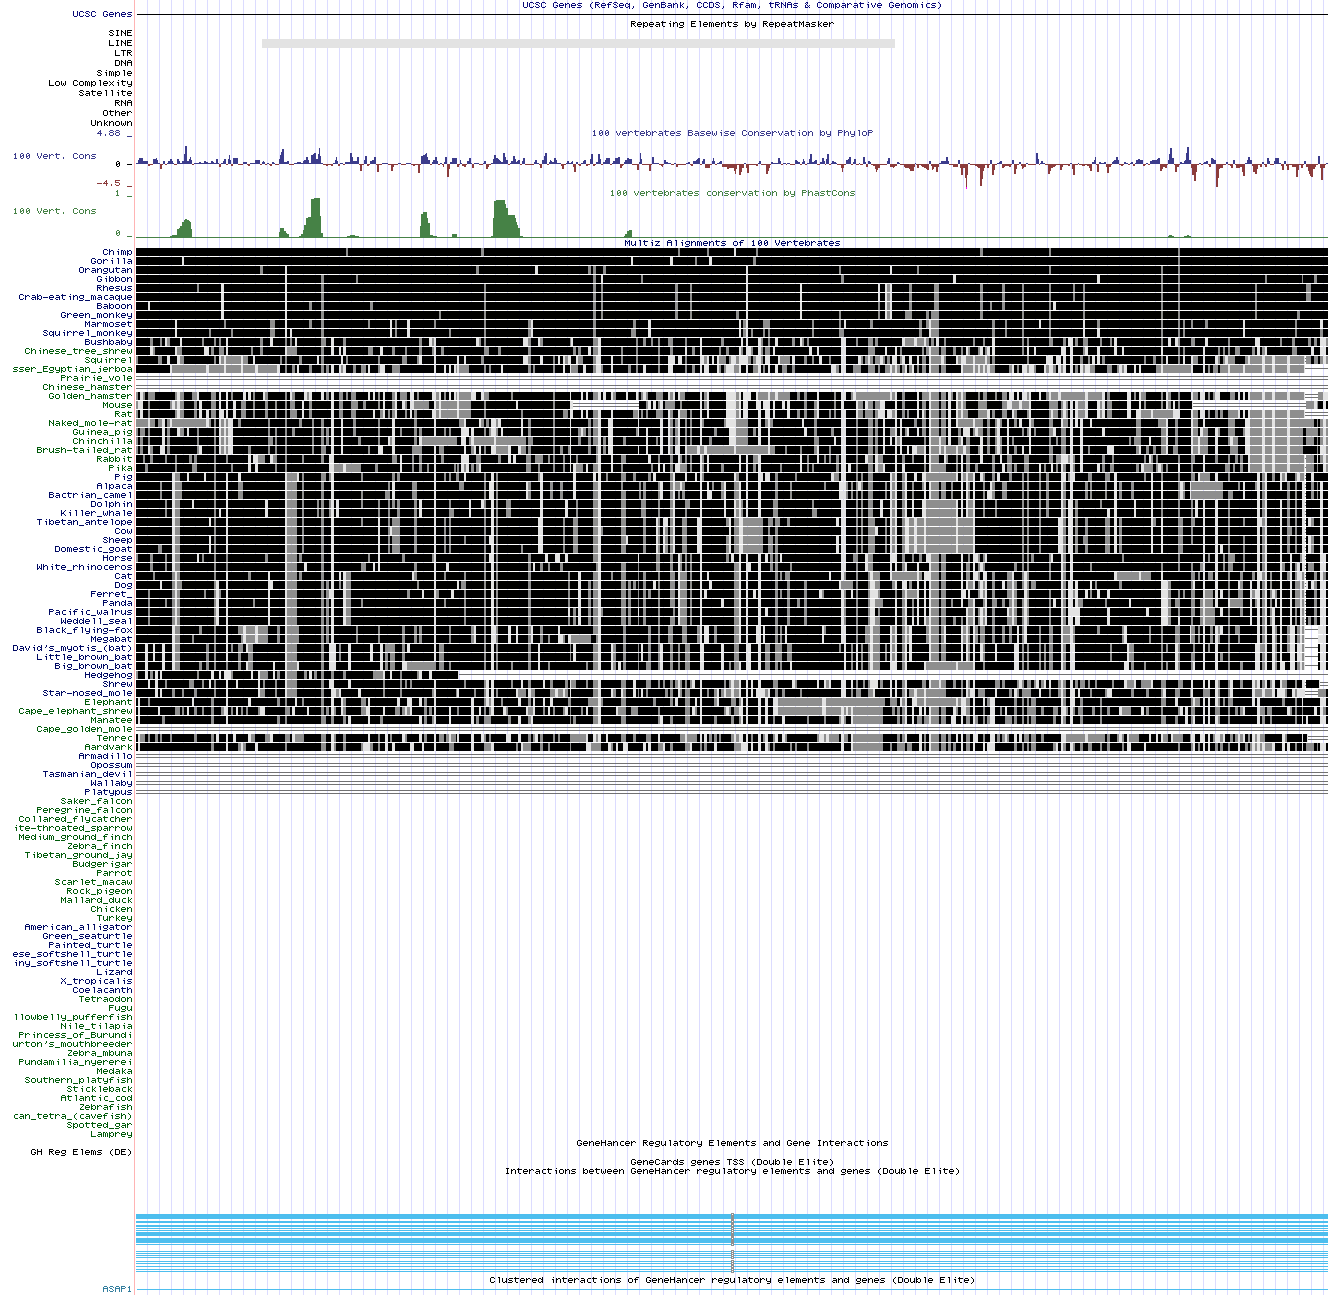 UCSC Genes (RefSeq, GenBank, CCDS, Rfam, tRNAs & Comparative Genomics)
UCSC Genes
Repeating Elements by RepeatMasker
SINE
LINE
LTR
DNA
Simple
Low Complexity
Satellite
RNA
Other
Unknown
4.88 _
100 vertebrates Basewise Conservation by PhyloP
100 Vert. Cons
0 _
-4.5 _
100 vertebrates conservation by PhastCons
1 _
100 Vert. Cons
0 _
Multiz Alignments of 100 Vertebrates
Chimp
Gorilla
Orangutan
Gibbon
Rhesus
Crab-eating_macaque
Baboon
Green_monkey
Marmoset
Squirrel_monkey
Bushbaby
Chinese_tree_shrew
Squirrel
sser_Egyptian_jerboa
Prairie_vole
Chinese_hamster
Golden_hamster
Mouse
Rat
Naked_mole-rat
Guinea_pig
Chinchilla
Brush-tailed_rat
Rabbit
Pika
Pig
Alpaca
Bactrian_camel
Dolphin
Killer_whale
Tibetan_antelope
Cow
Sheep
Domestic_goat
Horse
White_rhinoceros
Cat
Dog
Ferret_
Panda
Pacific_walrus
Weddell_seal
Black_flying-fox
Megabat
David's_myotis_(bat)
Little_brown_bat
Big_brown_bat
Hedgehog
Shrew
Star-nosed_mole
Elephant
Cape_elephant_shrew
Manatee
Cape_golden_mole
Tenrec
Aardvark
Armadillo
Opossum
Tasmanian_devil
Wallaby
Platypus
Saker_falcon
Peregrine_falcon
Collared_flycatcher
ite-throated_sparrow
Medium_ground_finch
Zebra_finch
Tibetan_ground_jay
Budgerigar
Parrot
Scarlet_macaw
Rock_pigeon
Mallard_duck
Chicken
Turkey
American_alligator
Green_seaturtle
Painted_turtle
ese_softshell_turtle
iny_softshell_turtle
Lizard
X_tropicalis
Coelacanth
Tetraodon
Fugu
llowbelly_pufferfish
Nile_tilapia
Princess_of_Burundi
urton's_mouthbreeder
Zebra_mbuna
Pundamilia_nyererei
Medaka
Southern_platyfish
Stickleback
Atlantic_cod
Zebrafish
can_tetra_(cavefish)
Spotted_gar
Lamprey
GeneHancer Regulatory Elements and Gene Interactions
GH Reg Elems (DE)
GeneCards genes TSS (Double Elite)
Interactions between GeneHancer regulatory elements and genes (Double Elite)
Clustered interactions of GeneHancer regulatory elements and genes (Double Elite)
ASAP1